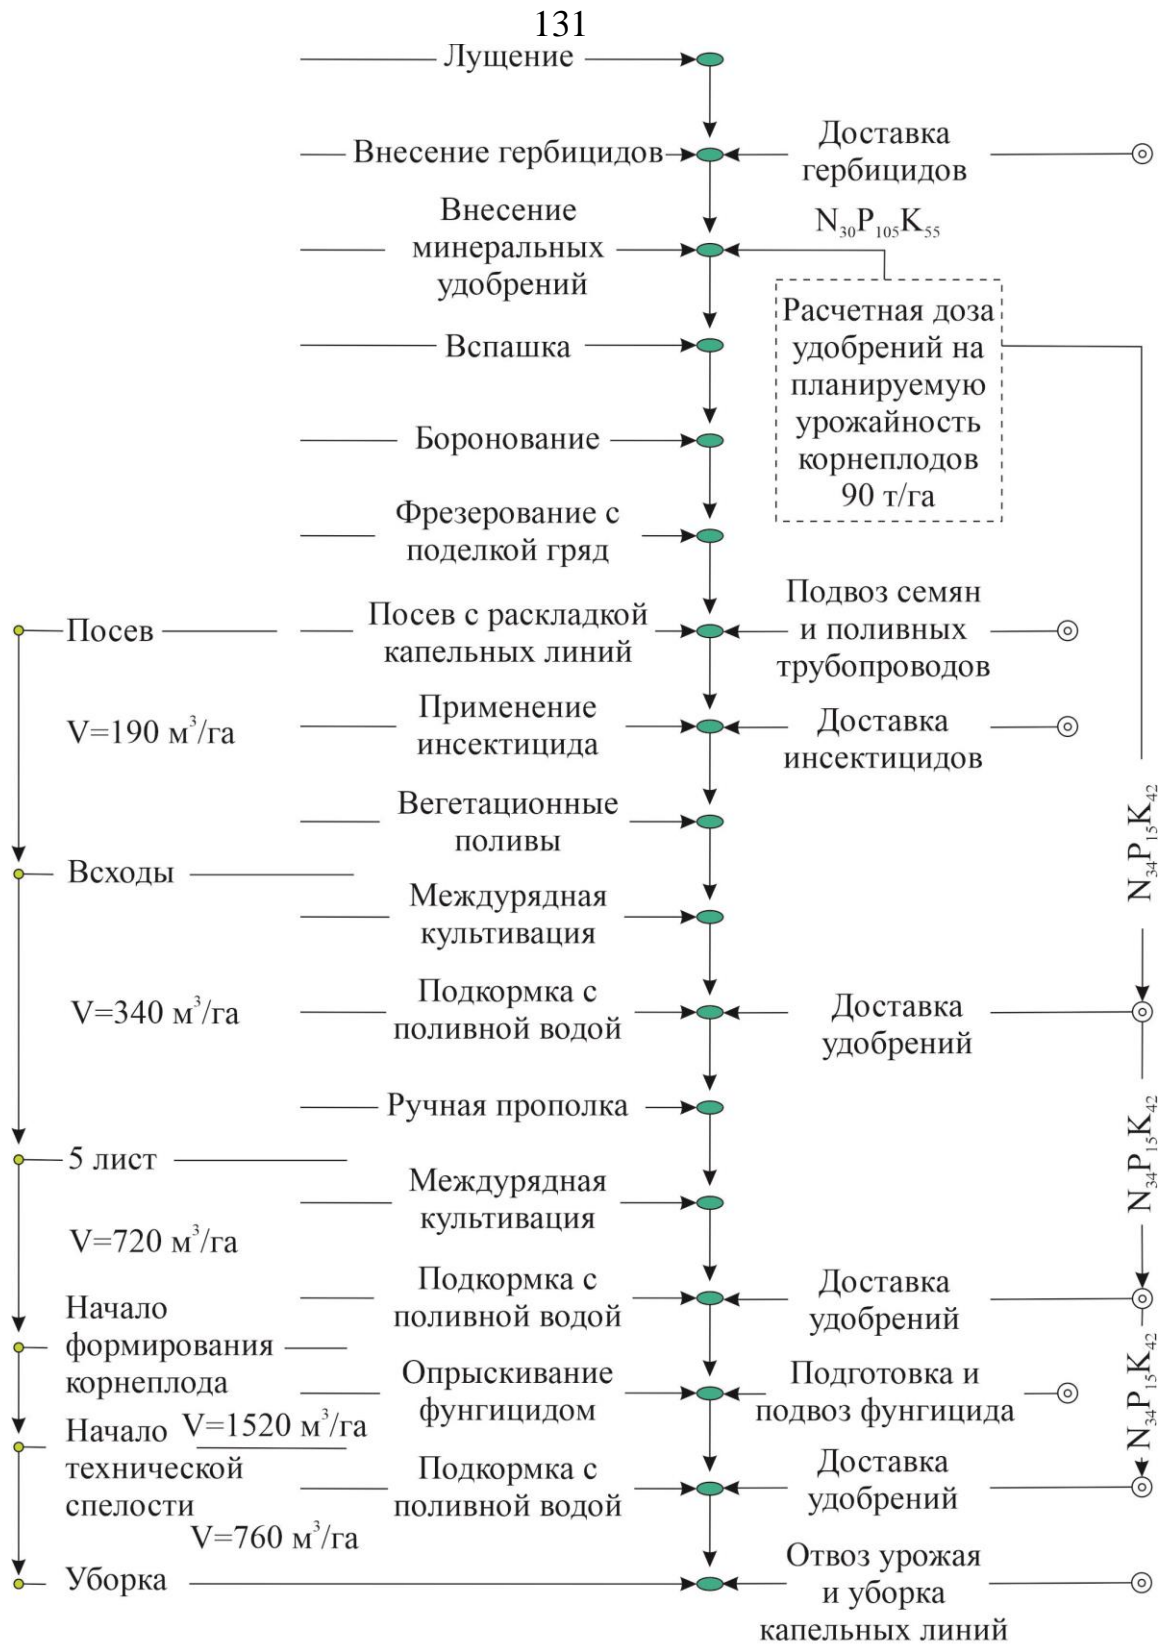 131
Лущение
Внесение гербицидов
Доставка
гербицидов
Внесение
минеральных
удобрений
N₃₀P₁₀₅K₅₅
Расчетная доза
удобрений на
планируемую
урожайность
корнеплодов
90 т/га
Вспашка
Боронование
Фрезерование с
поделкой гряд
Посев
Посев с раскладкой
капельных линий
Подвоз семян
и поливных
трубопроводов
V=190 м³/га
Применение
инсектицида
Доставка
инсектицидов
Вегетационные
поливы
N₃₄P₁₅K₄₂
Всходы
Междурядная
культивация
V=340 м³/га
Подкормка с
поливной водой
Доставка
удобрений
Ручная прополка
N₃₄P₁₅K₄₂
5 лист
Междурядная
культивация
V=720 м³/га
Подкормка с
поливной водой
Доставка
удобрений
Начало
формирования
корнеплода
Опрыскивание
фунгицидом
Подготовка и
подвоз фунгицида
N₃₄P₁₅K₄₂
V=1520 м³/га
Начало
технической
спелости
Подкормка с
поливной водой
Доставка
удобрений
V=760 м³/га
Уборка
Отвоз урожая
и уборка
капельных линий